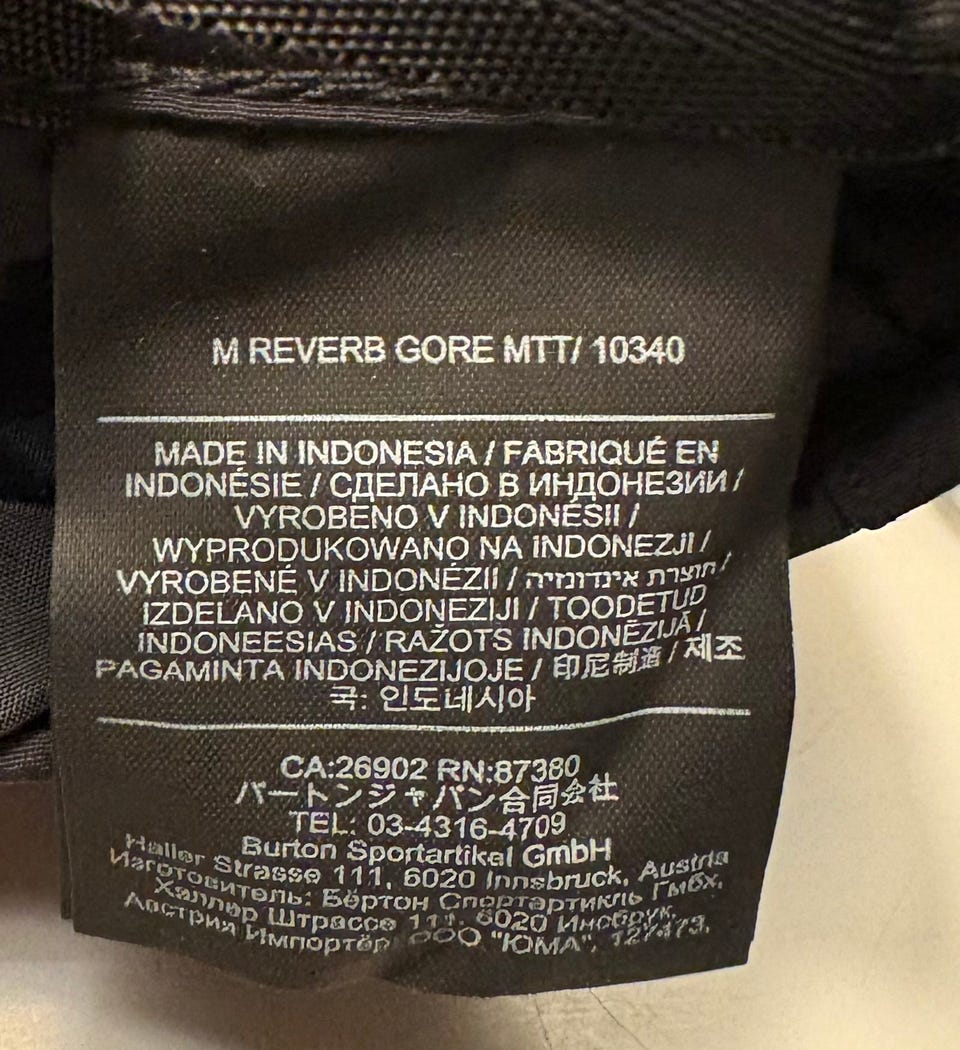 M REVERB GORE MTT/ 10340
MADE IN INDONESIA / FABRIQUÉ EN
INDONÉSIE / СДЕЛАНО В ИНДОНЕЗИИ /
VYROBENO V INDONÉSII /
WYPRODUKOWANO NA INDONEZJI /
VYROBENÉ V INDONÉZII / תוצרת אינדונזיה /
IZDELANO V INDONEZIJI / TOODETUD
INDONEESIAS / RAŽOTS INDONĒZIJĀ /
PAGAMINTA INDONEZIJOJE / 印尼制造 / 제조
국: 인도네시아
CA:26902 RN:87380
バートンジャパン合同会社
TEL: 03-4316-4709
Burton Sportartikel GmbH
Haller Strasse 111, 6020 Innsbruck, Austria
Изготовитель: Бёртон Спортартикль Гмбх,
Халлер Штрассе 111, 6020 Инсбрук,
Австрия Импортёр: ООО "ЮМА", 127473,